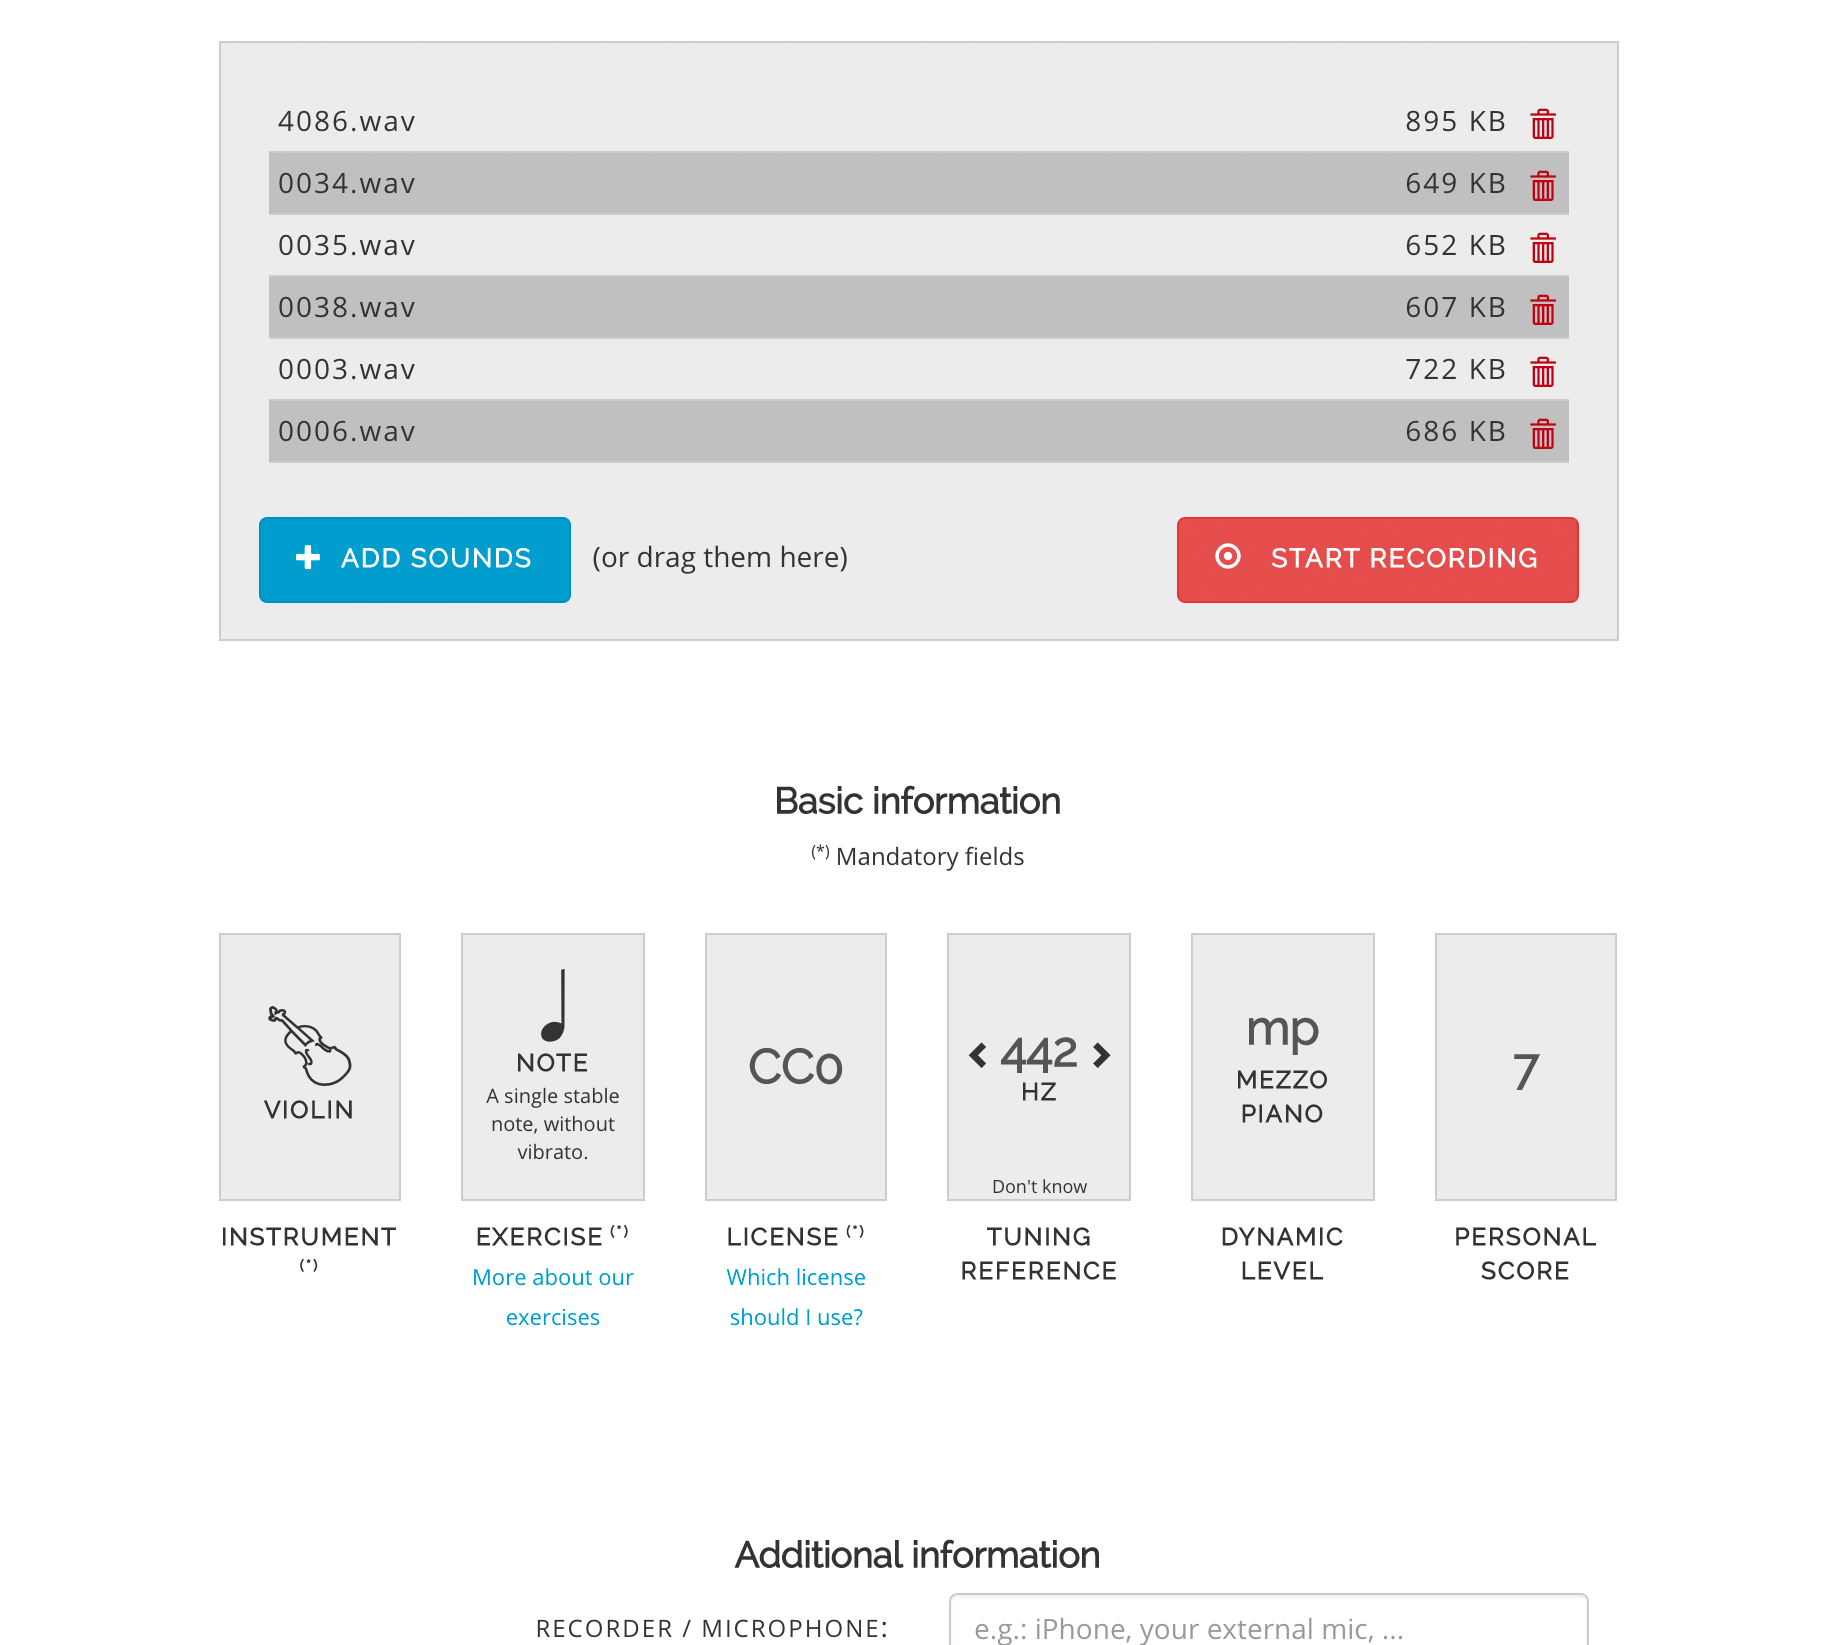 4086.wav 895 KB
0034.wav 649 KB
0035.wav 652 KB
0038.wav 607 KB
0003.wav 722 KB
0006.wav 686 KB
ADD SOUNDS (or drag them here) START RECORDING
Basic information
(*) Mandatory fields
VIOLIN
INSTRUMENT
(*)
NOTE
A single stable
note, without
vibrato.
EXERCISE (*)
More about our
exercises
CC0
LICENSE (*)
Which license
should I use?
442
HZ
Don't know
TUNING
REFERENCE
mp
MEZZO
PIANO
DYNAMIC
LEVEL
7
PERSONAL
SCORE
Additional information
RECORDER / MICROPHONE: e.g.: iPhone, your external mic, ...